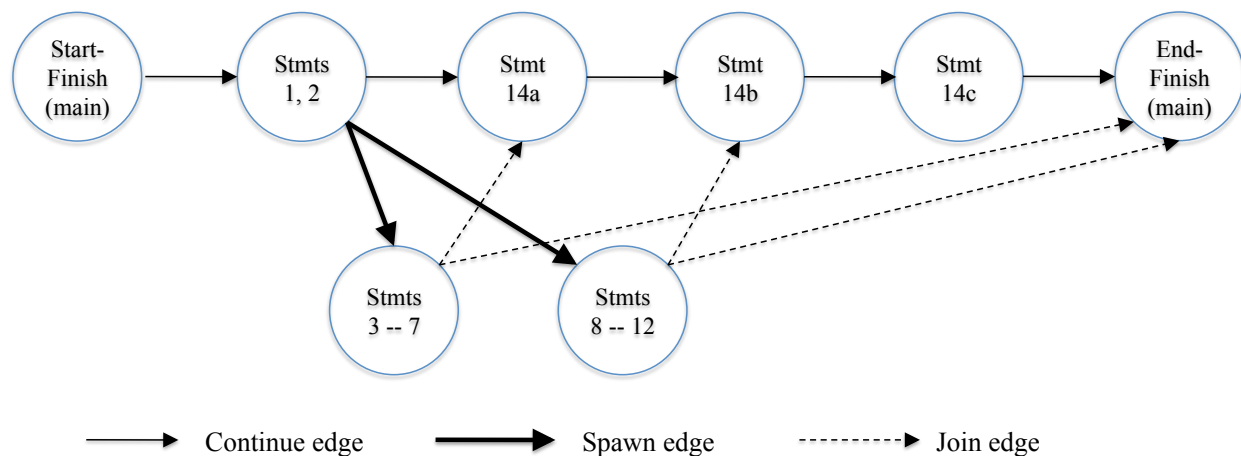 Start-
Finish
(main)
Stmts
1, 2
Stmt
14a
Stmt
14b
Stmt
14c
End-
Finish
(main)
Stmts
3 -- 7
Stmts
8 -- 12
Continue edge
Spawn edge
Join edge